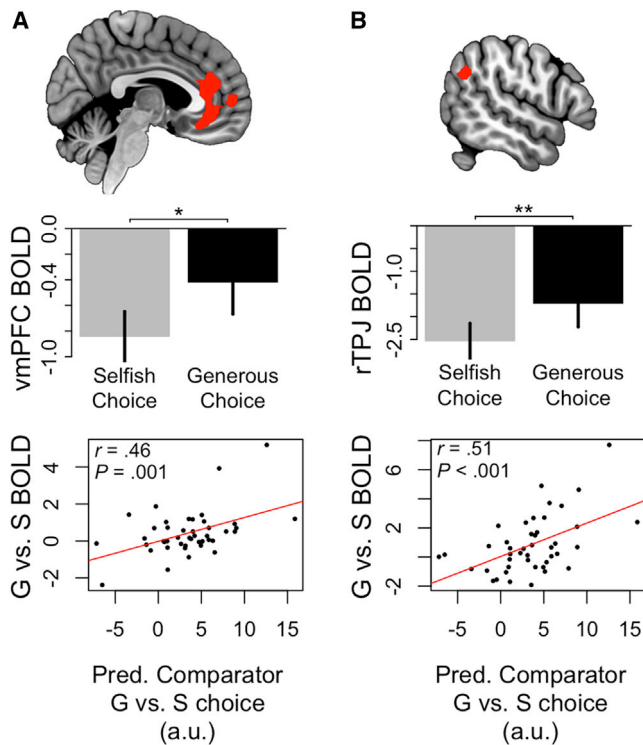 A
B
*
**
vmPFC BOLD
0.0
-0.4
-1.0
Selfish
Choice
Generous
Choice
rTPJ BOLD
-1.0
-2.5
Selfish
Choice
Generous
Choice
G vs. S BOLD
4
2
0
-2
r = .46
P = .001
-5 0 5 10 15
Pred. Comparator
G vs. S choice
(a.u.)
G vs. S BOLD
6
2
-2
r = .51
P < .001
-5 0 5 10 15
Pred. Comparator
G vs. S choice
(a.u.)